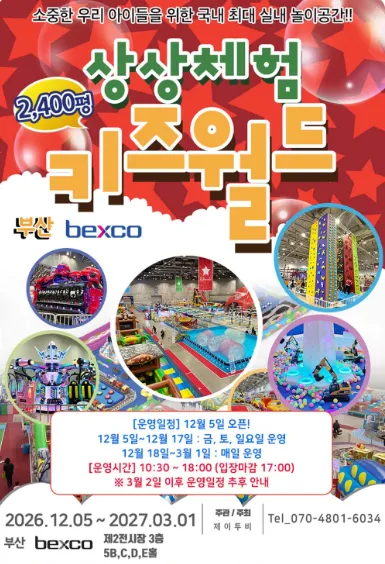 소중한 우리 아이들을 위한 국내 최대 실내 놀이공간!!
상상체험
2,400평
키즈월드
부산 bexco
[운영일정] 12월 5일 오픈!
12월 5일~12월 17일 : 금, 토, 일요일 운영
12월 18일~3월 1일 : 매일 운영
[운영시간] 10:30 ~ 18:00 (입장마감 17:00)
※ 3월 2일 이후 운영일정 추후 안내
2026.12.05 ~ 2027.03.01
주관 / 주최
제이투비
Tel_070-4801-6034
부산 bexco 제2전시장 3층
5B,C,D,E홀